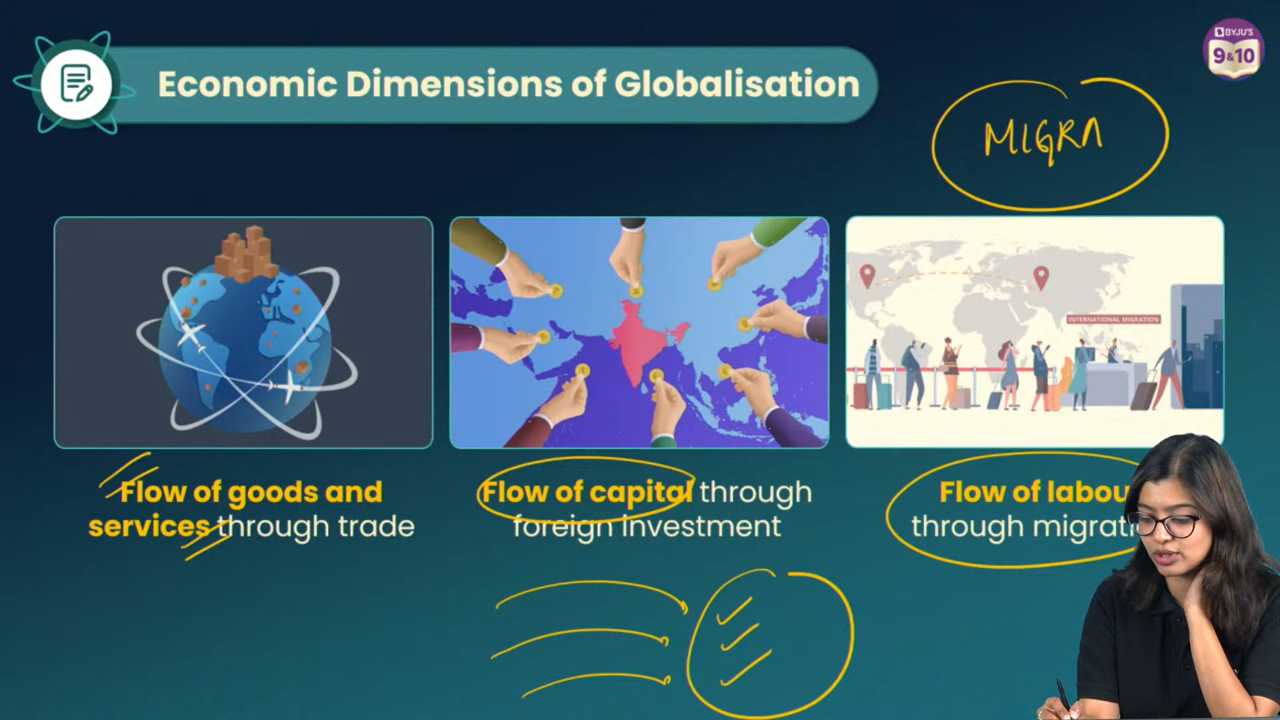 Economic Dimensions of Globalisation
BYJU'S
9&10
MIGRA
INTERNATIONAL MIGRATION
Flow of goods and
services through trade
Flow of capital through
foreign investment
Flow of labou
through migrati